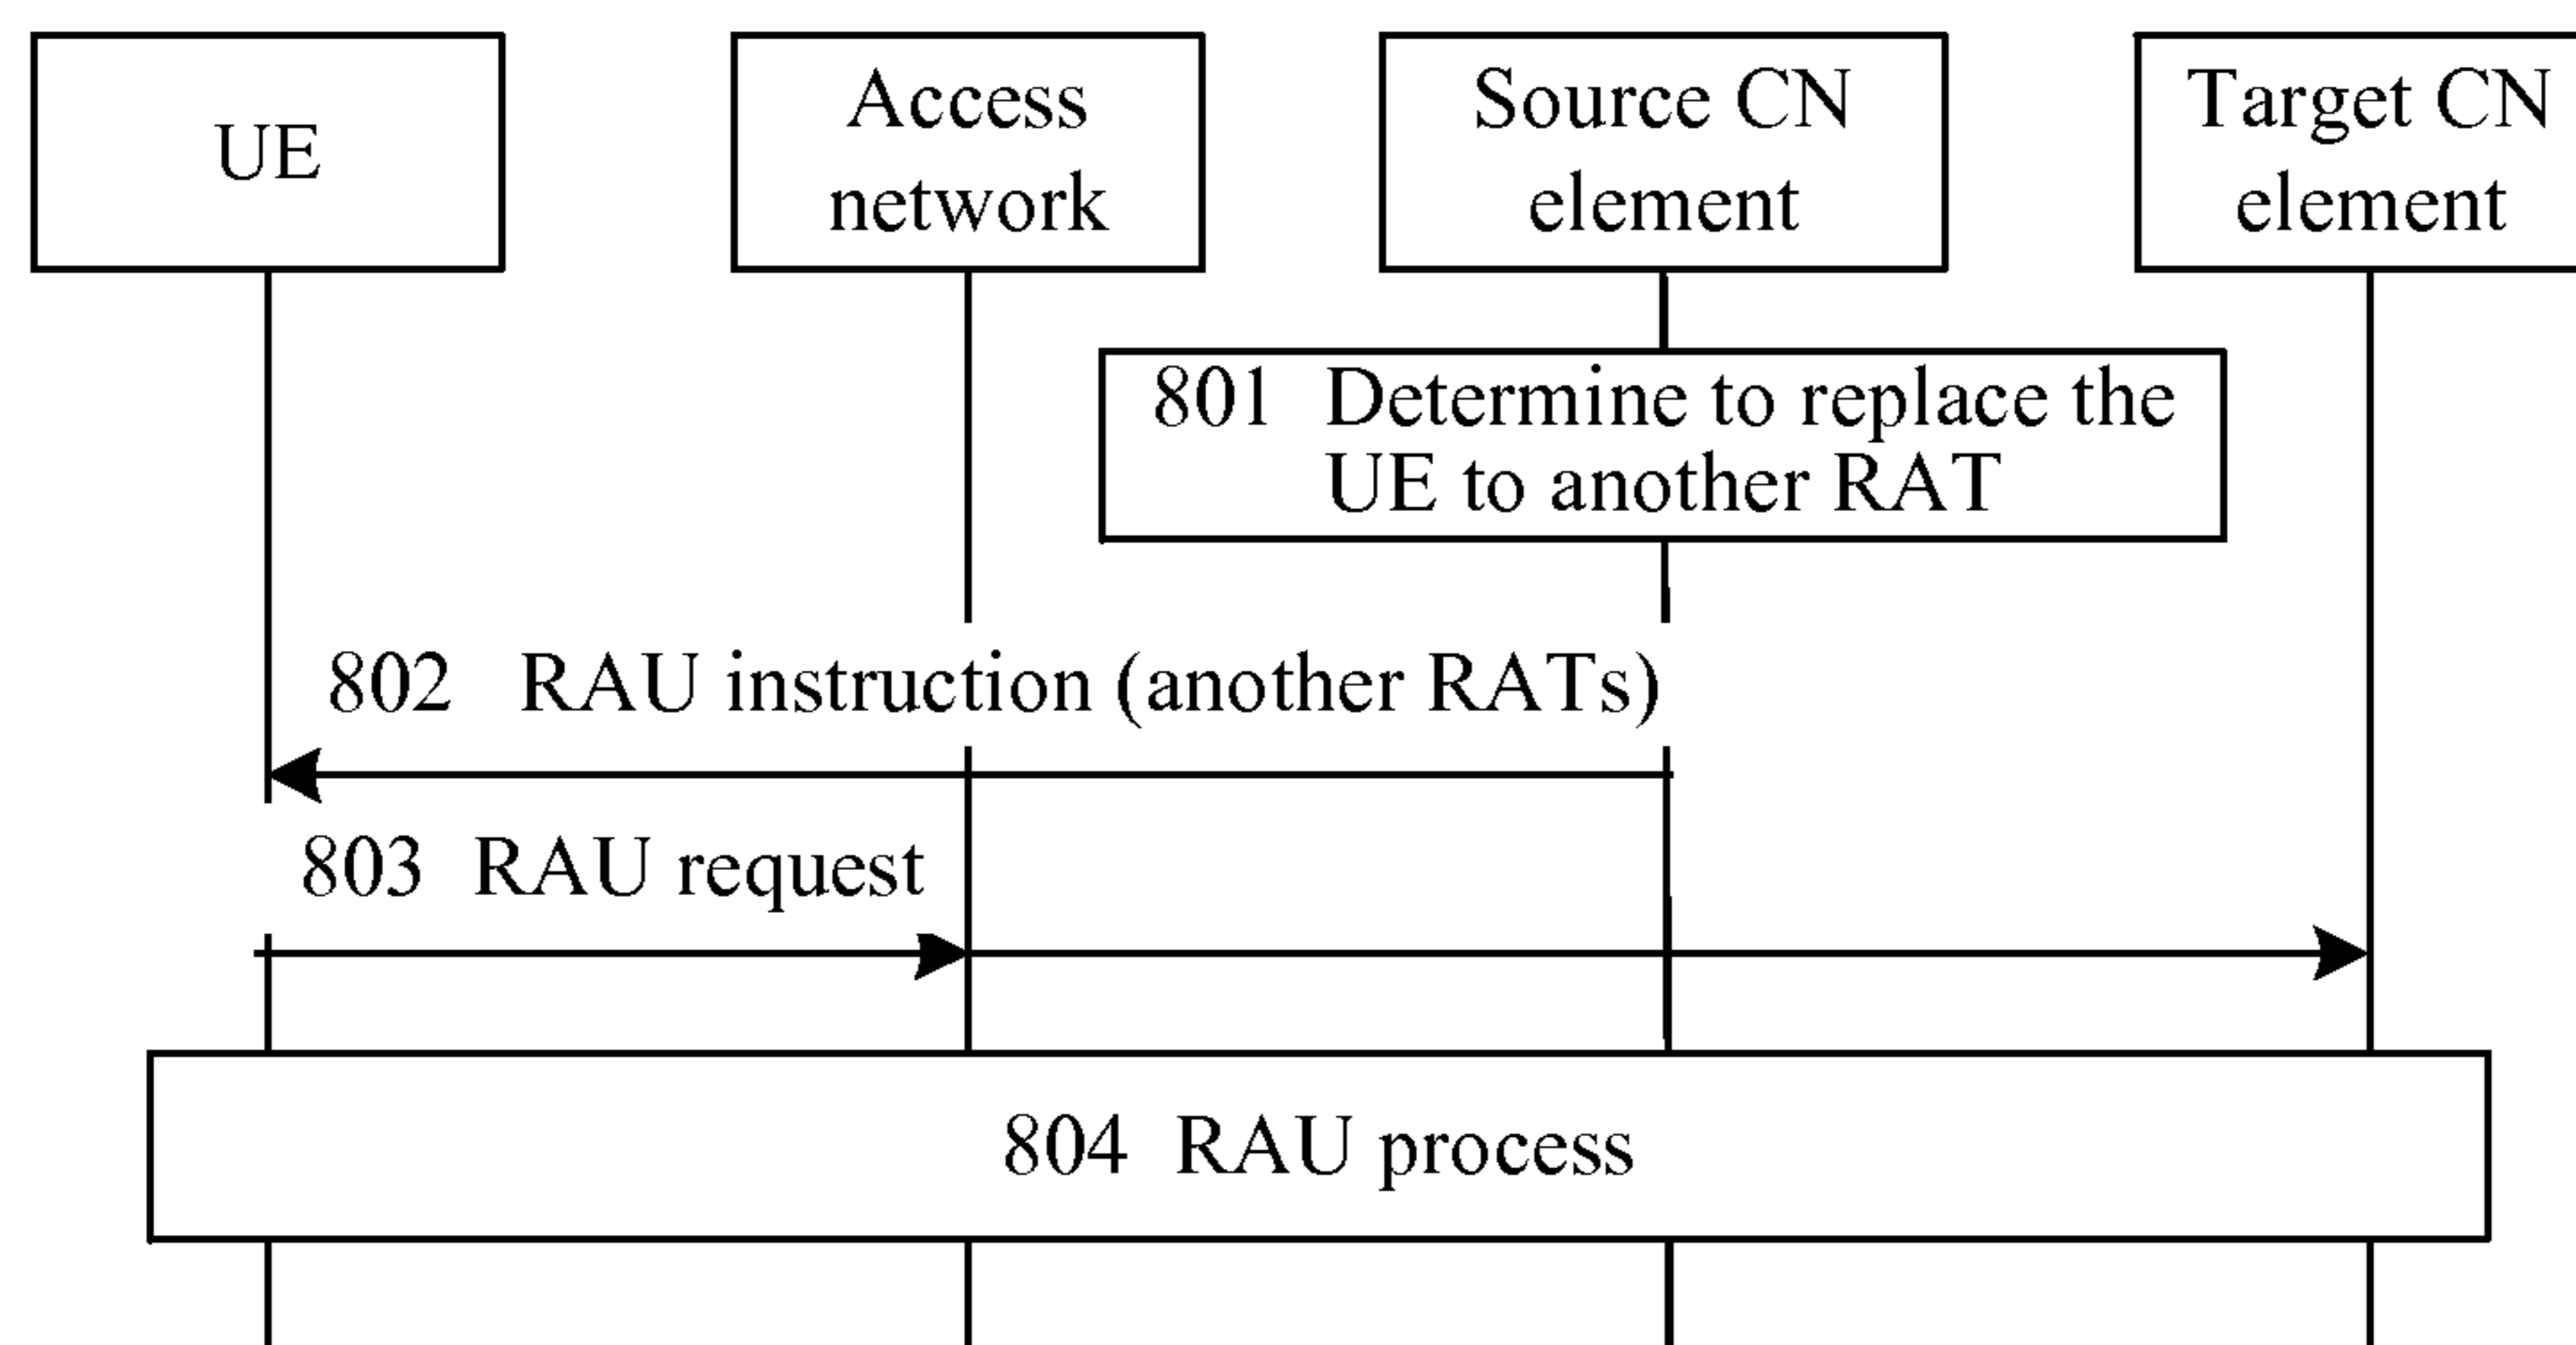 UE
Access
network
Source CN
element
Target CN
element
801 Determine to replace the
UE to another RAT
802 RAU instruction (another RATs)
803 RAU request
804 RAU process